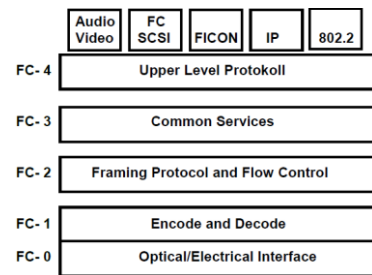 Audio Video
FC SCSI
FICON
IP
802.2
FC- 4 Upper Level Protokoll
FC- 3 Common Services
FC- 2 Framing Protocol and Flow Control
FC- 1 Encode and Decode
FC- 0 Optical/Electrical Interface